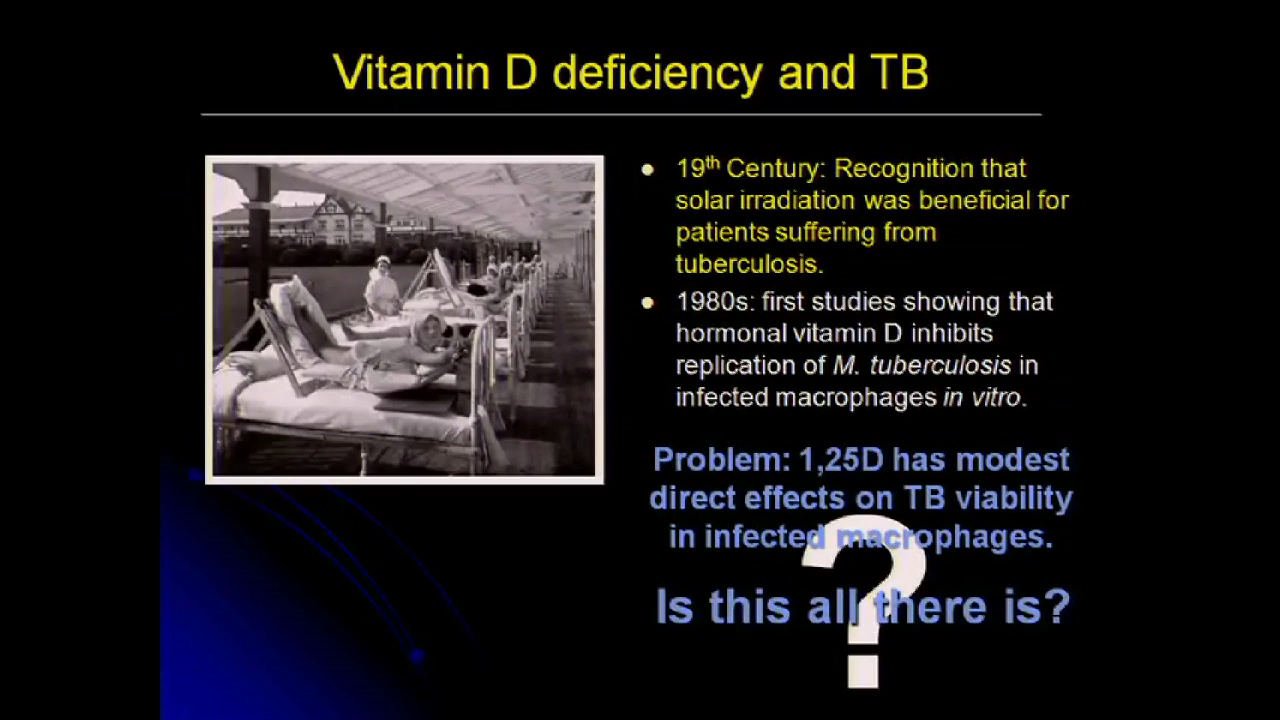 Vitamin D deficiency and TB
● 19th Century: Recognition that
solar irradiation was beneficial for
patients suffering from
tuberculosis.
● 1980s: first studies showing that
hormonal vitamin D inhibits
replication of M. tuberculosis in
infected macrophages in vitro.
Problem: 1,25D has modest
direct effects on TB viability
in infected macrophages.
Is this all there is?
?